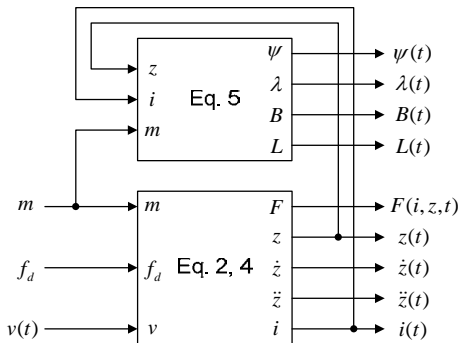 ψ ψ(t)
z
λ λ(t)
i Eq. 5
B B(t)
m
L L(t)
m m F F(i, z, t)
z z(t)
f_d f_d Eq. 2, 4 ż ż(t)
z̈ z̈(t)
v(t) v i i(t)